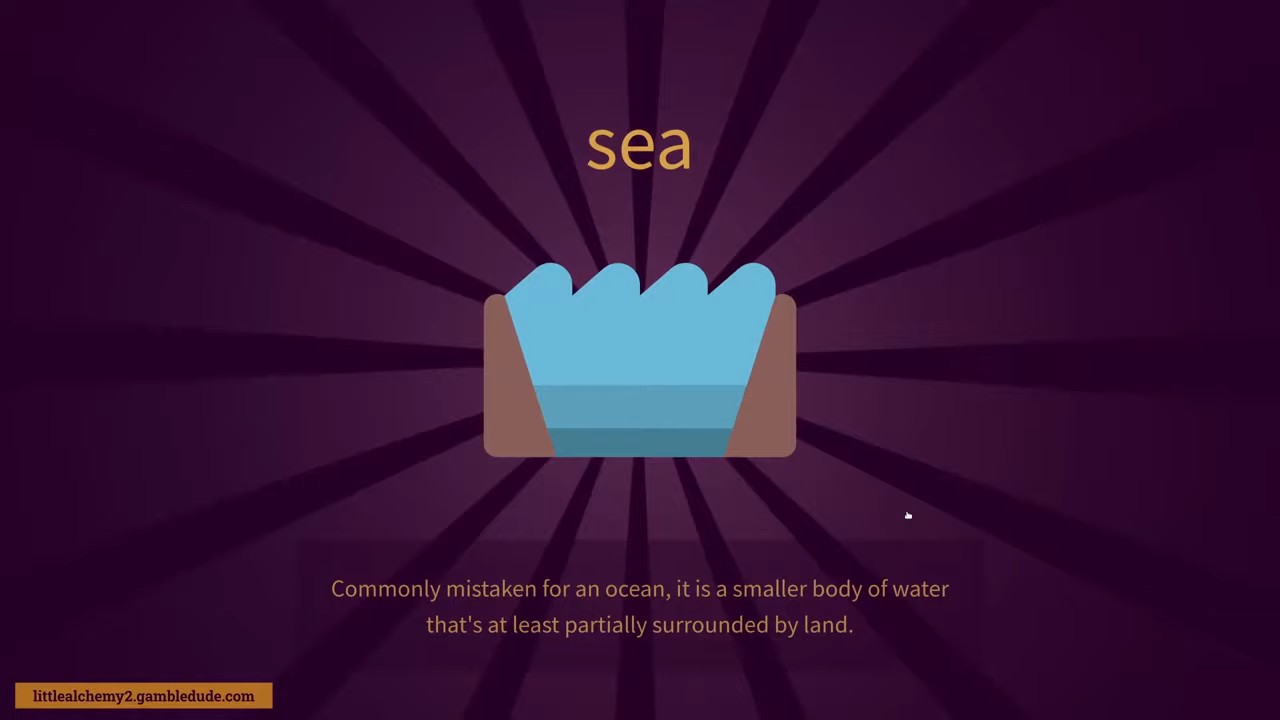 sea
Commonly mistaken for an ocean, it is a smaller body of water
that's at least partially surrounded by land.
littlealchemy2.gambledude.com